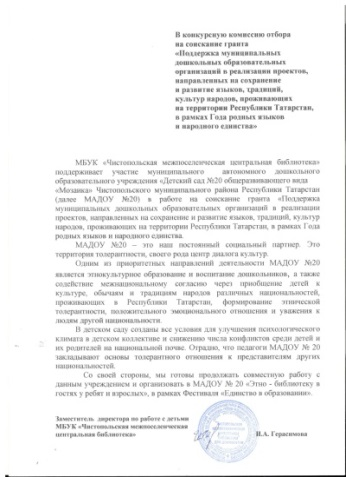 В конкурсную комиссию отбора
на соискание гранта
«Поддержка муниципальных
дошкольных образовательных
организаций в реализации проектов,
направленных на сохранение
и развитие языков, традиций,
культур народов, проживающих
на территории Республики Татарстан,
в рамках Года родных языков
и народного единства»
МБУК «Чистопольская межпоселенческая центральная библиотека»
поддерживает участие муниципального автономного дошкольного
образовательного учреждения «Детский сад №20 общеразвивающего вида
«Мозаика» Чистопольского муниципального района Республики Татарстан
(далее МАДОУ №20) в работе на соискание гранта «Поддержка
муниципальных дошкольных образовательных организаций в реализации
проектов, направленных на сохранение и развитие языков, традиций, культур
народов, проживающих на территории Республики Татарстан, в рамках Года
родных языков и народного единства.
МАДОУ №20 – это наш постоянный социальный партнер. Это
территория толерантности, своего рода центр диалога культур.
Одним из приоритетных направлений деятельности МАДОУ №20
является этнокультурное образование и воспитание дошкольников, а также
содействие межнациональному согласию через приобщение детей к
культуре, обычаям и традициям народов различных национальностей,
проживающих в Республики Татарстан, формирование этнической
толерантности, положительного эмоционального отношения и уважения к
людям другой национальности.
В детском саду созданы все условия для улучшения психологического
климата в детском коллективе и снижению числа конфликтов среди детей и
их родителей на национальной почве. Отрадно, что педагоги МАДОУ № 20
закладывают основы толерантного отношения к представителям других
национальностей.
Со своей стороны, мы готовы продолжать совместную работу с
данным учреждением и организовать в МАДОУ № 20 «Этно - библиотеку в
гостях у ребят и взрослых», в рамках Фестиваля «Единство в образовании».
Заместитель директора по работе с детьми
МБУК «Чистопольская межпоселенческая
центральная библиотека» Н.А. Герасимова